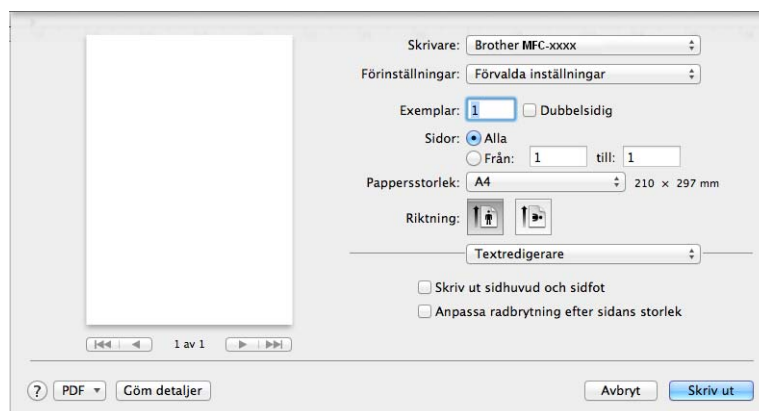 Skrivare: Brother MFC-xxxx
Förinställningar: Förvalda inställningar
Exemplar: 1 Dubbelsidig
Sidor: Alla
Från: 1 till: 1
Pappersstorlek: A4 210 × 297 mm
Riktning:
Textredigerare
Skriv ut sidhuvud och sidfot
Anpassa radbrytning efter sidans storlek
1 av 1
? PDF Göm detaljer Avbryt Skriv ut